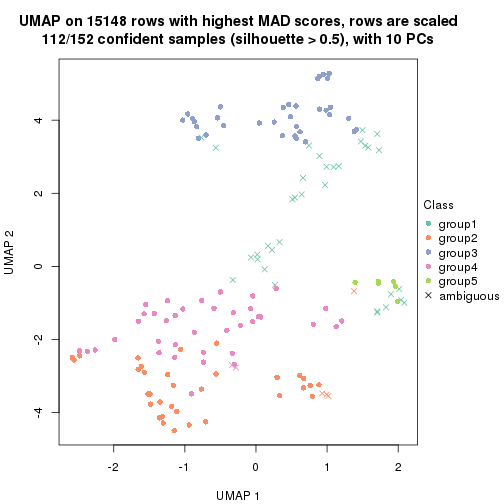 UMAP on 15148 rows with highest MAD scores, rows are scaled
112/152 confident samples (silhouette > 0.5), with 10 PCs
4
2
0
-2
-4
UMAP 2
-2
-1
0
1
2
UMAP 1
Class
group1
group2
group3
group4
group5
ambiguous